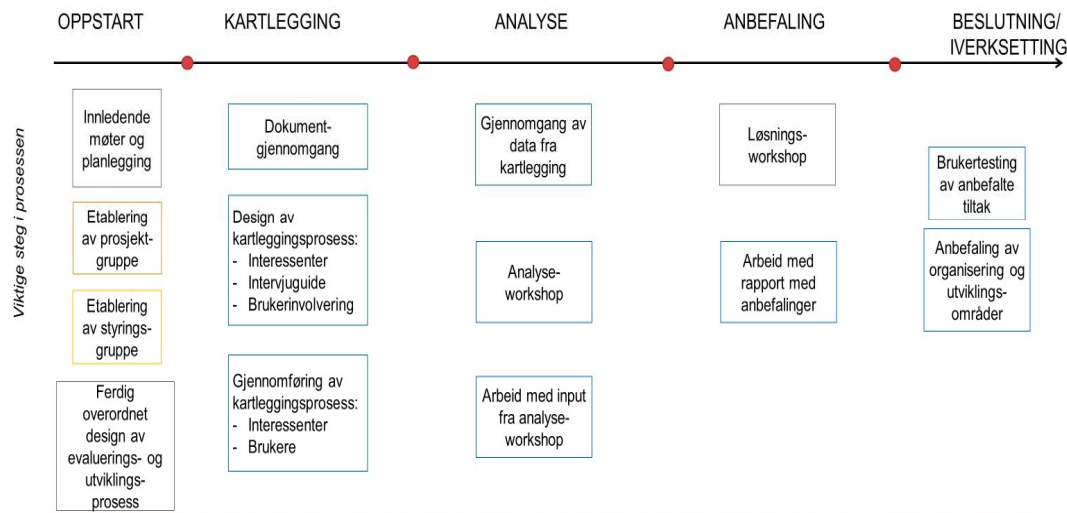 OPPSTART
KARTLEGGING
ANALYSE
ANBEFALING
BESLUTNING/
IVERKSETTING
Viktige steg i prosessen
Innledende
møter og
planlegging
Etablering
av prosjekt-
gruppe
Etablering
av styrings-
gruppe
Ferdig
overordnet
design av
evaluerings- og
utviklings-
prosess
Dokument-
gjennomgang
Design av
kartleggingsprosess:
- Interessenter
- Intervjuguide
- Brukerinvolvering
Gjennomføring av
kartleggingsprosess:
- Interessenter
- Brukere
Gjennomgang av
data fra
kartlegging
Analyse-
workshop
Arbeid med input
fra analyse-
workshop
Løsnings-
workshop
Arbeid med
rapport med
anbefalinger
Brukertesting
av anbefalte
tiltak
Anbefaling av
organisering og
utviklings-
områder